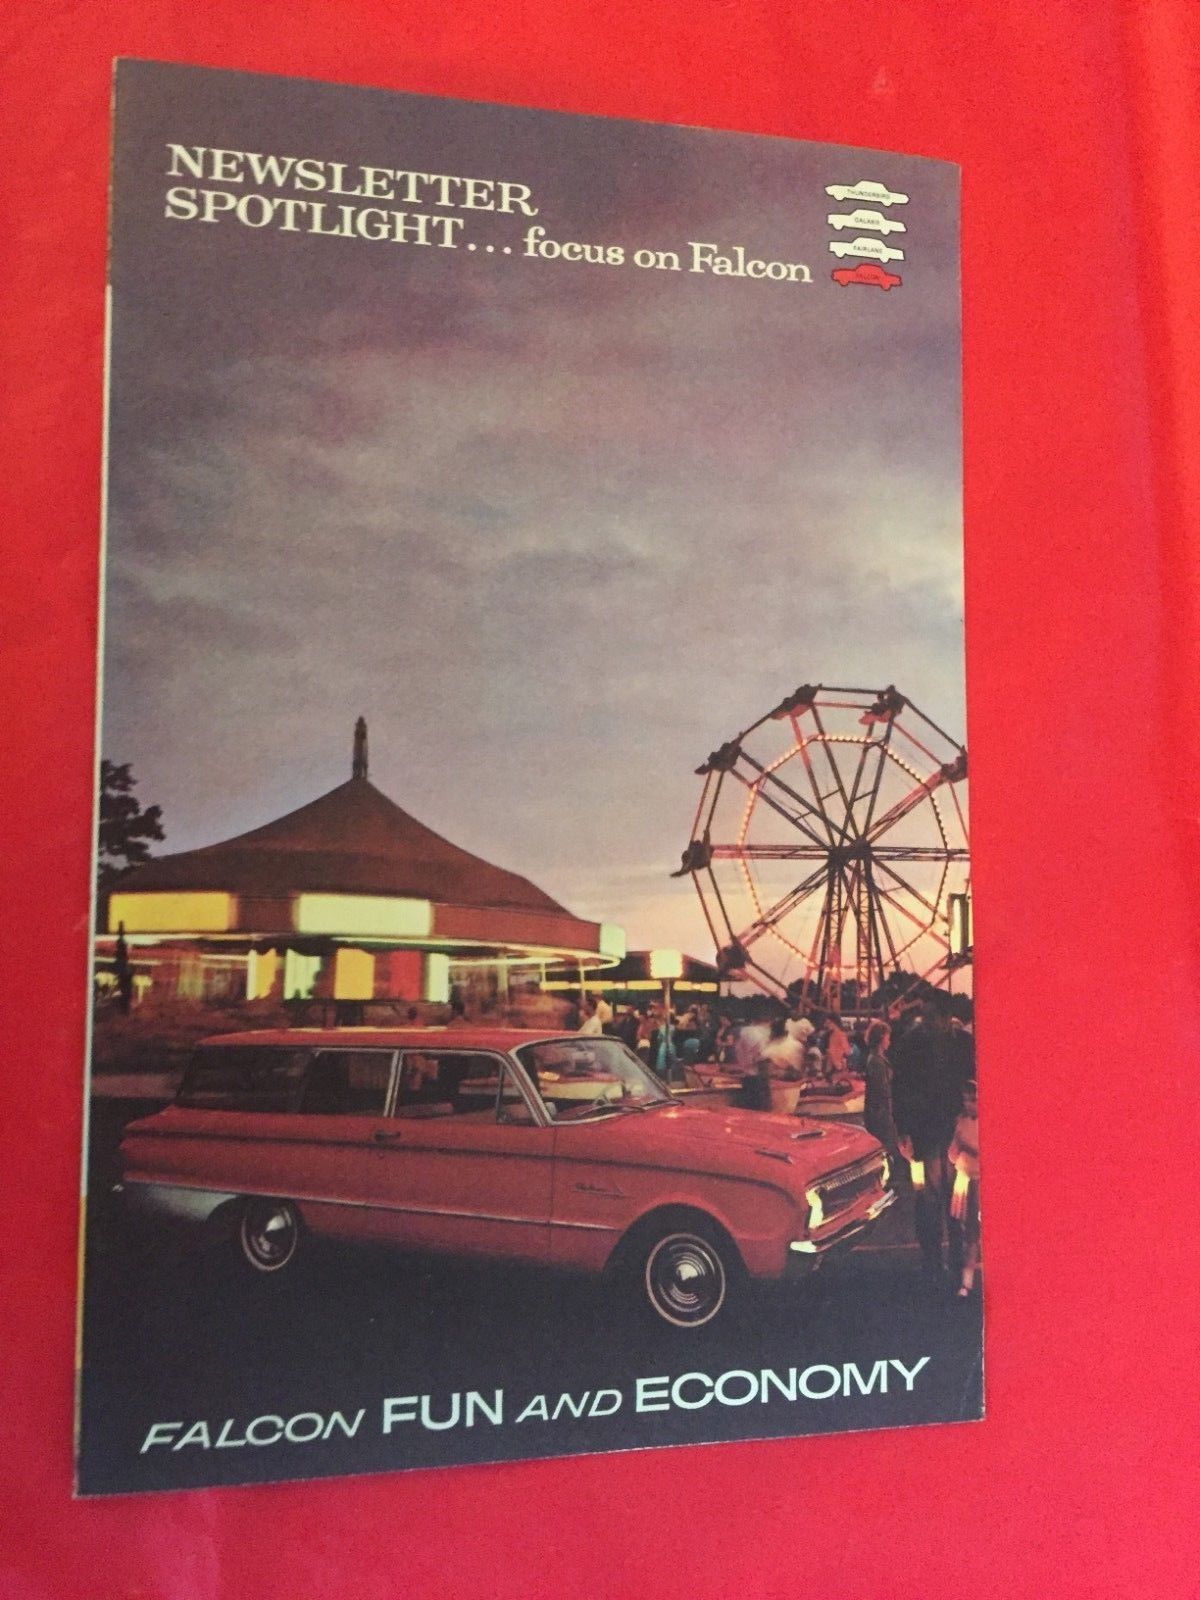 NEWSLETTER
SPOTLIGHT... focus on Falcon
THUNDERBIRD
GALAXIE
FAIRLANE
FALCON
FALCON FUN AND ECONOMY